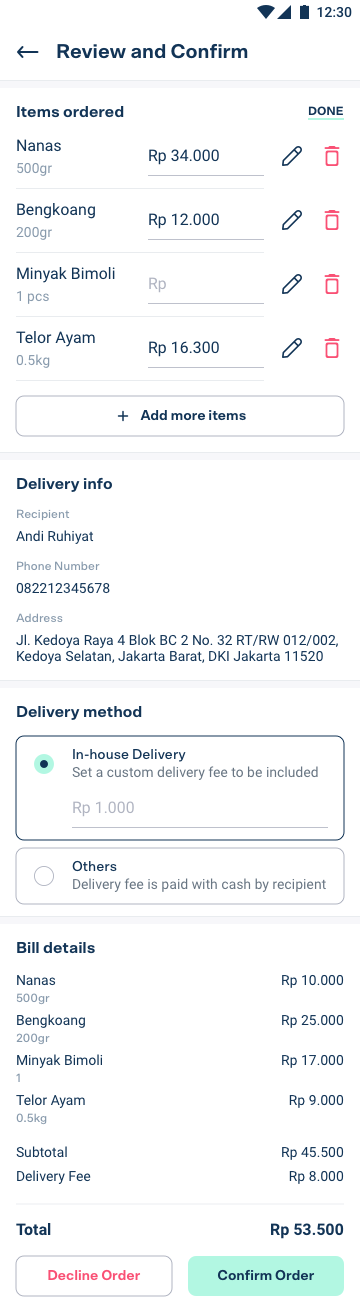 12:30
Review and Confirm
Items ordered DONE
Nanas
500gr
Rp 34.000
Bengkoang
200gr
Rp 12.000
Minyak Bimoli
1 pcs
Rp
Telor Ayam
0.5kg
Rp 16.300
+ Add more items
Delivery info
Recipient
Andi Ruhiyat
Phone Number
082212345678
Address
Jl. Kedoya Raya 4 Blok BC 2 No. 32 RT/RW 012/002,
Kedoya Selatan, Jakarta Barat, DKI Jakarta 11520
Delivery method
In-house Delivery
Set a custom delivery fee to be included
Rp 1.000
Others
Delivery fee is paid with cash by recipient
Bill details
Nanas Rp 10.000
500gr
Bengkoang Rp 25.000
200gr
Minyak Bimoli Rp 17.000
1
Telor Ayam Rp 9.000
0.5kg
Subtotal Rp 45.500
Delivery Fee Rp 8.000
Total Rp 53.500
Decline Order Confirm Order